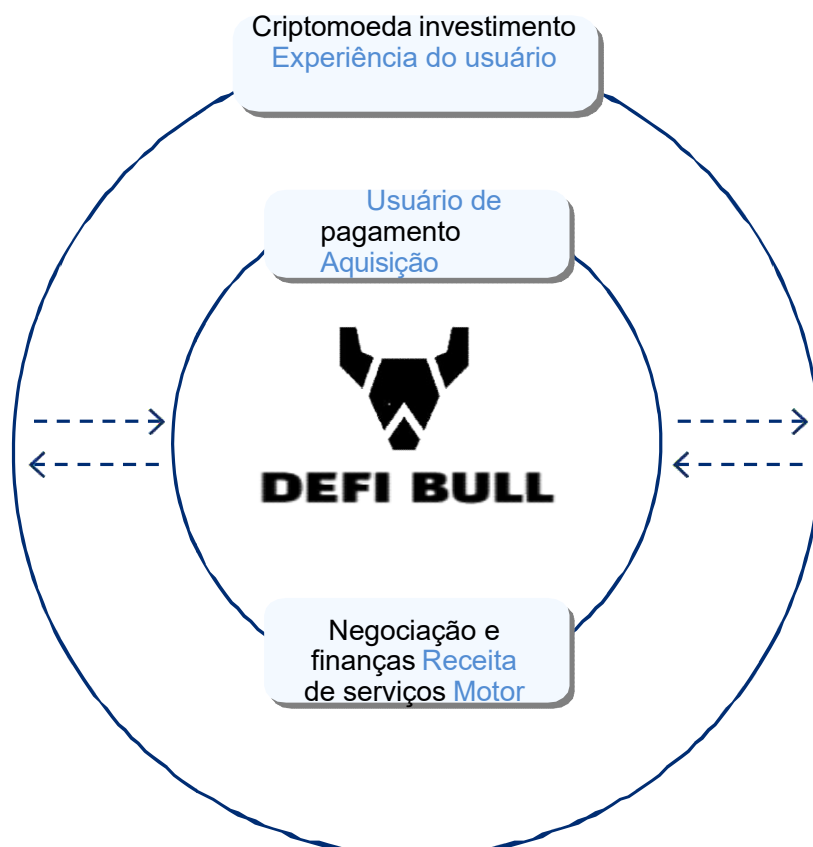 Criptomoeda investimento
Experiência do usuário
Usuário de
pagamento
Aquisição
DEFI BULL
Negociação e
finanças Receita
de serviços Motor